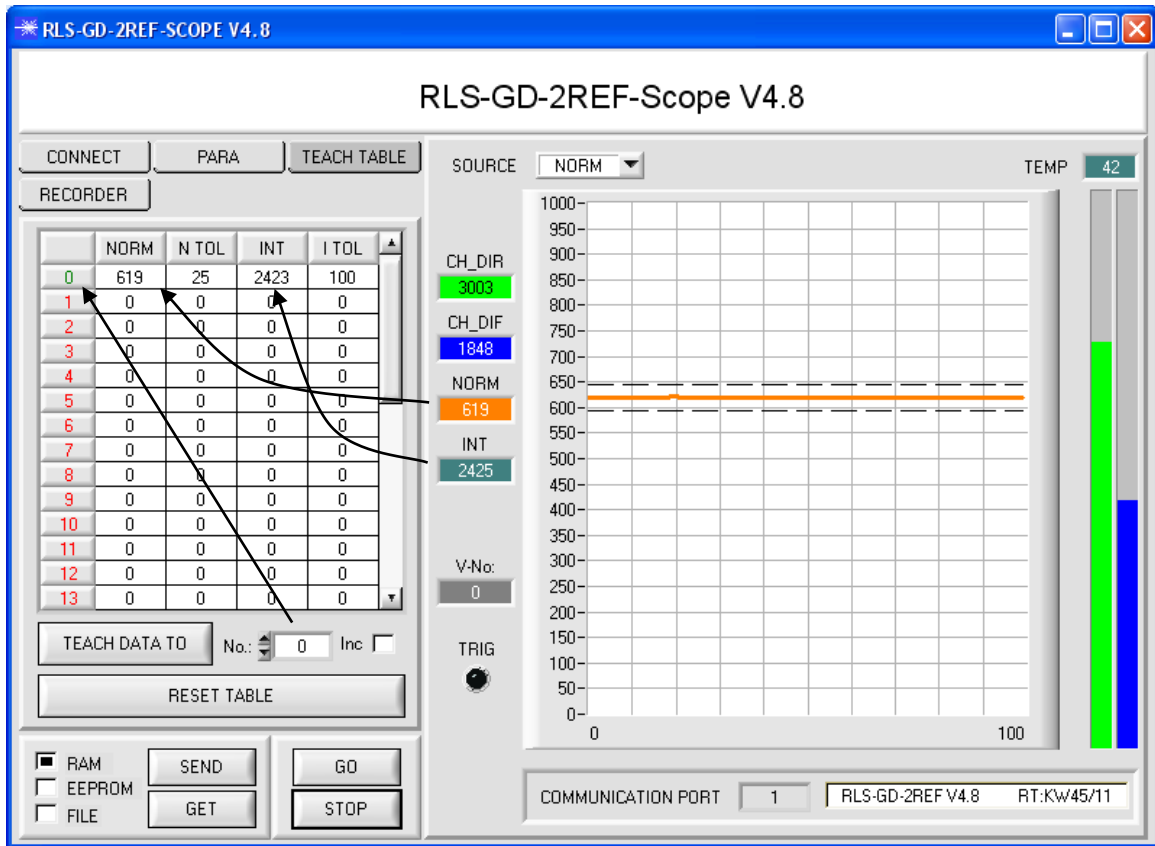 RLS-GD-2REF-SCOPE V4.8
RLS-GD-2REF-Scope V4.8
CONNECT PARA TEACH TABLE
RECORDER
NORM N TOL INT I TOL
0 619 25 2423 100
1 0 0 0 0
2 0 0 0 0
3 0 0 0 0
4 0 0 0 0
5 0 0 0 0
6 0 0 0 0
7 0 0 0 0
8 0 0 0 0
9 0 0 0 0
10 0 0 0 0
11 0 0 0 0
12 0 0 0 0
13 0 0 0 0
TEACH DATA TO No.: 0 Inc
RESET TABLE
RAM
EEPROM
FILE
SEND
GET
GO
STOP
SOURCE NORM
TEMP 42
CH_DIR
3003
CH_DIF
1848
NORM
619
INT
2425
V-No:
0
TRIG
1000
950
900
850
800
750
700
650
600
550
500
450
400
350
300
250
200
150
100
50
0
0 100
COMMUNICATION PORT 1 RLS-GD-2REF V4.8 RT:KW45/11